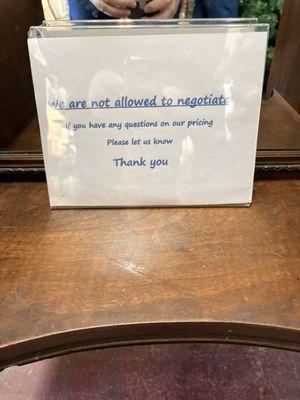 We are not allowed to negotiate
If you have any questions on our pricing
Please let us know
Thank you